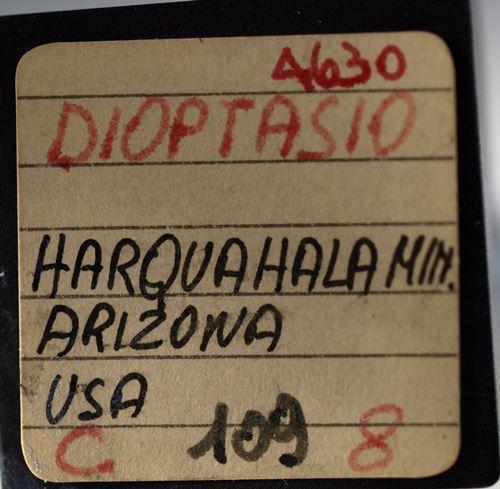 4630
DIOPTASIO
HARQUAHALA MIN.
ARIZONA
USA
C 109 8